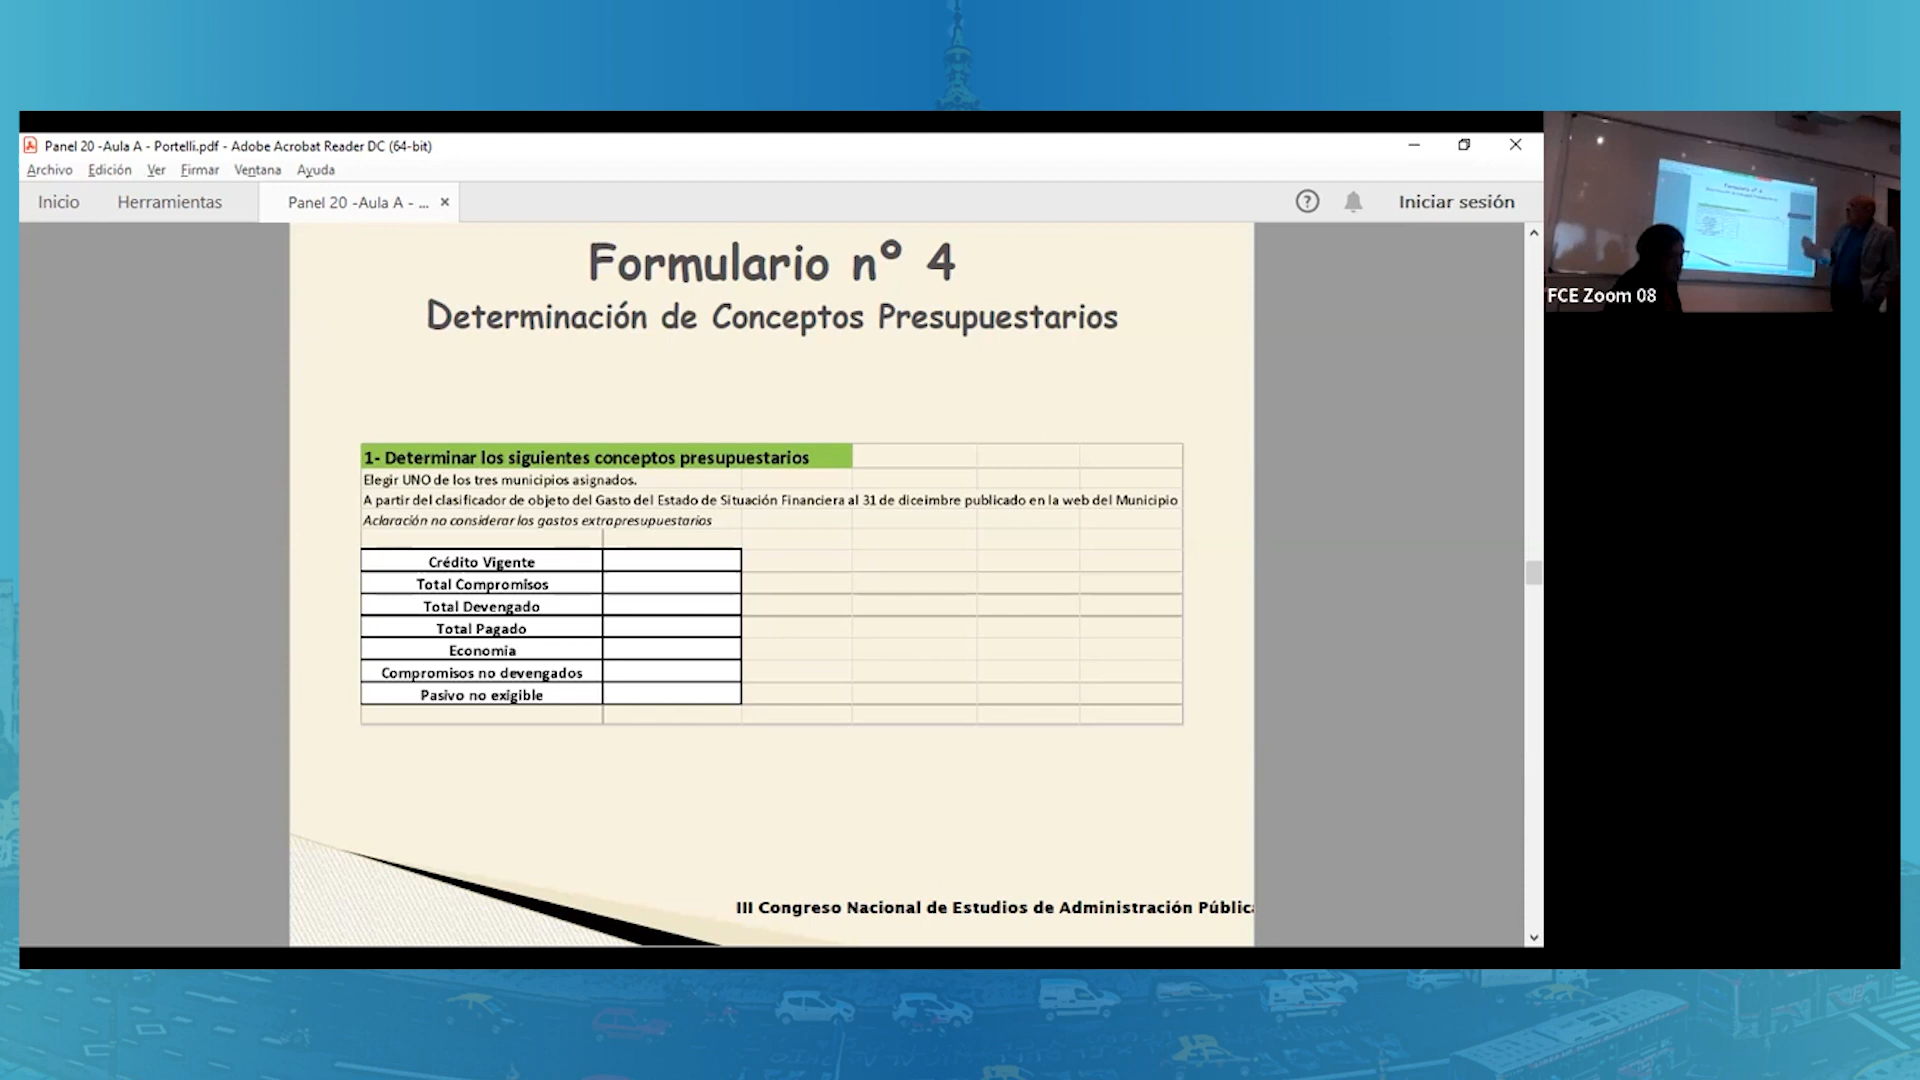 Panel 20 -Aula A - Portelli.pdf - Adobe Acrobat Reader DC (64-bit)
Archivo Edición Ver Firmar Ventana Ayuda
Inicio Herramientas Panel 20 -Aula A - ... × ? Iniciar sesión
Formulario nº 4
Determinación de Conceptos Presupuestarios
1- Determinar los siguientes conceptos presupuestarios
Elegir UNO de los tres municipios asignados.
A partir del clasificador de objeto del Gasto del Estado de Situación Financiera al 31 de diceimbre publicado en la web del Municipio
Aclaración no considerar los gastos extrapresupuestarios
Crédito Vigente
Total Compromisos
Total Devengado
Total Pagado
Economia
Compromisos no devengados
Pasivo no exigible
III Congreso Nacional de Estudios de Administración Pública
FCE Zoom 08